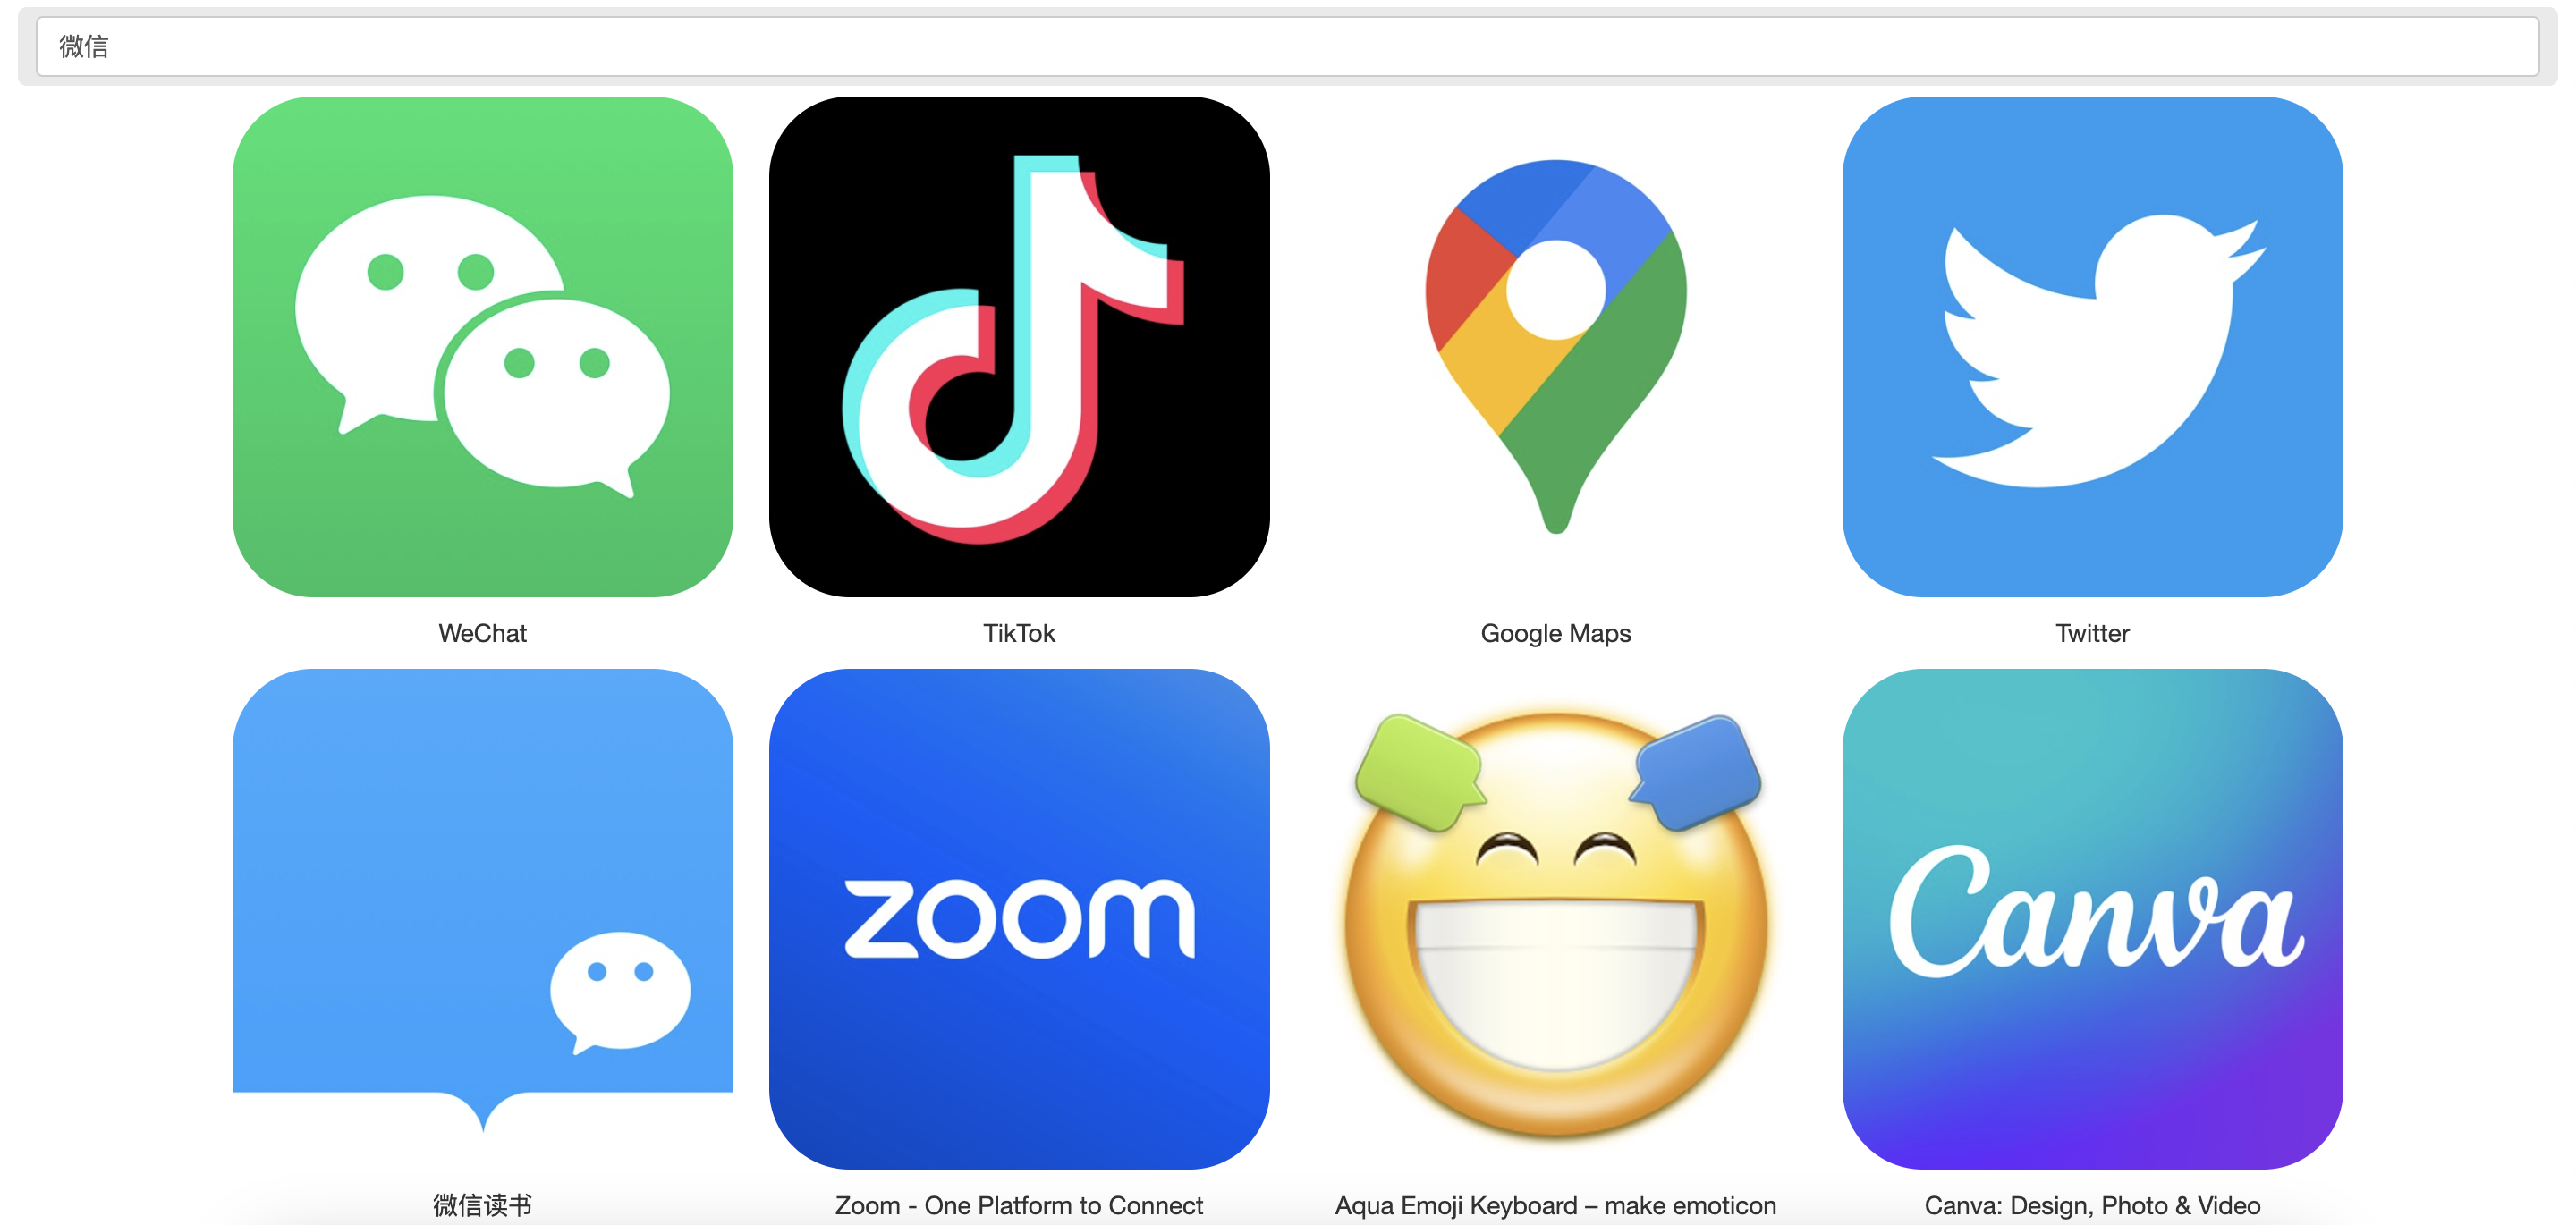 微信
WeChat
TikTok
Google Maps
Twitter
zoom
Canva
微信读书
Zoom - One Platform to Connect
Aqua Emoji Keyboard – make emoticon
Canva: Design, Photo & Video